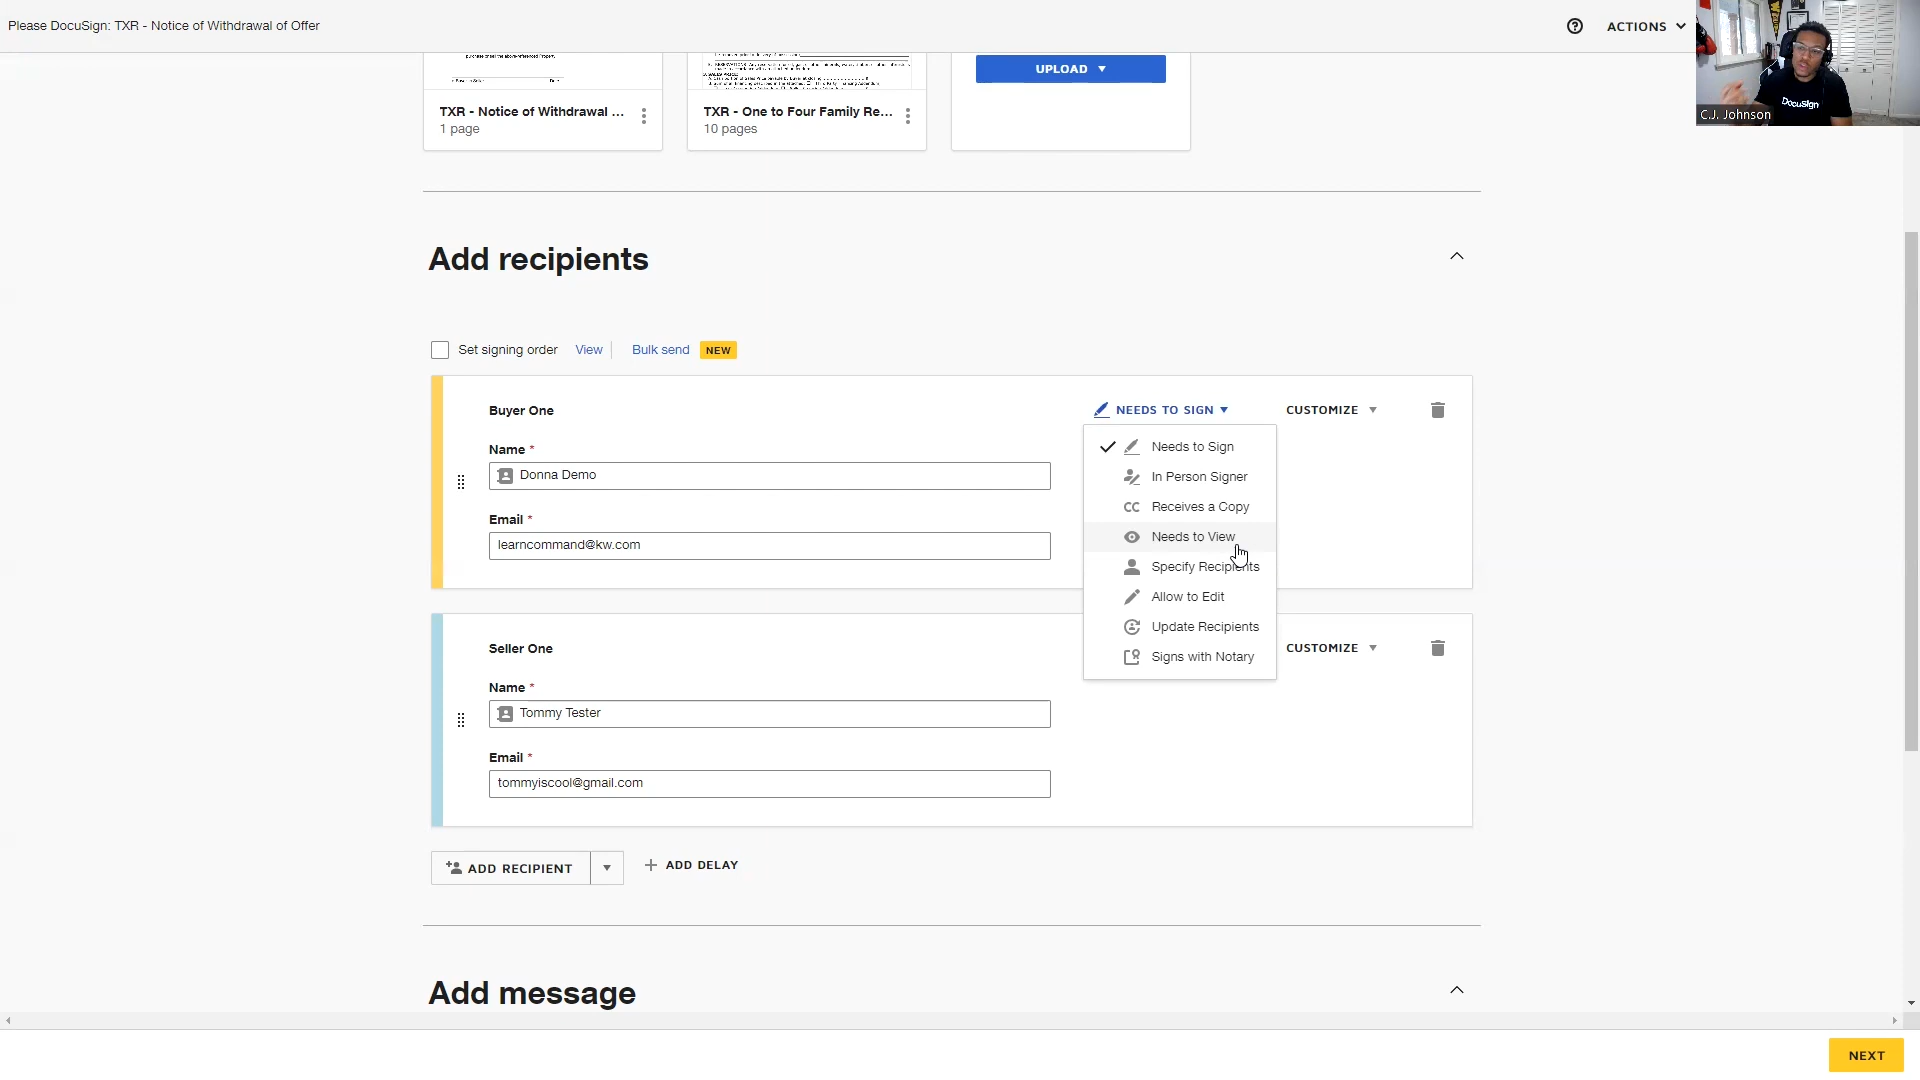 Please DocuSign: TXR - Notice of Withdrawal of Offer
ACTIONS
DocuSign
C.J. Johnson
UPLOAD
TXR - Notice of Withdrawal ...
1 page
TXR - One to Four Family Re...
10 pages
Add recipients
Set signing order View Bulk send NEW
Buyer One
NEEDS TO SIGN
CUSTOMIZE
Name *
Donna Demo
Email *
learncommand@kw.com
Needs to Sign
In Person Signer
CC Receives a Copy
Needs to View
Specify Recipients
Allow to Edit
Update Recipients
Signs with Notary
Seller One
CUSTOMIZE
Name *
Tommy Tester
Email *
tommyiscool@gmail.com
ADD RECIPIENT
ADD DELAY
Add message
NEXT